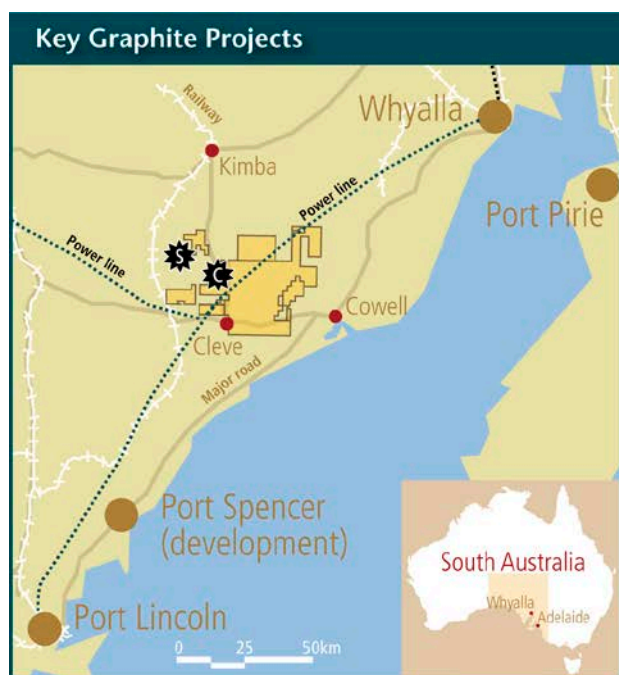 Key Graphite Projects
Railway
Whyalla
Kimba
Power line
Port Pirie
S
Power line
C
Cowell
Cleve
Major road
Port Spencer
(development)
South Australia
Whyalla
Adelaide
Port Lincoln
0 25 50km